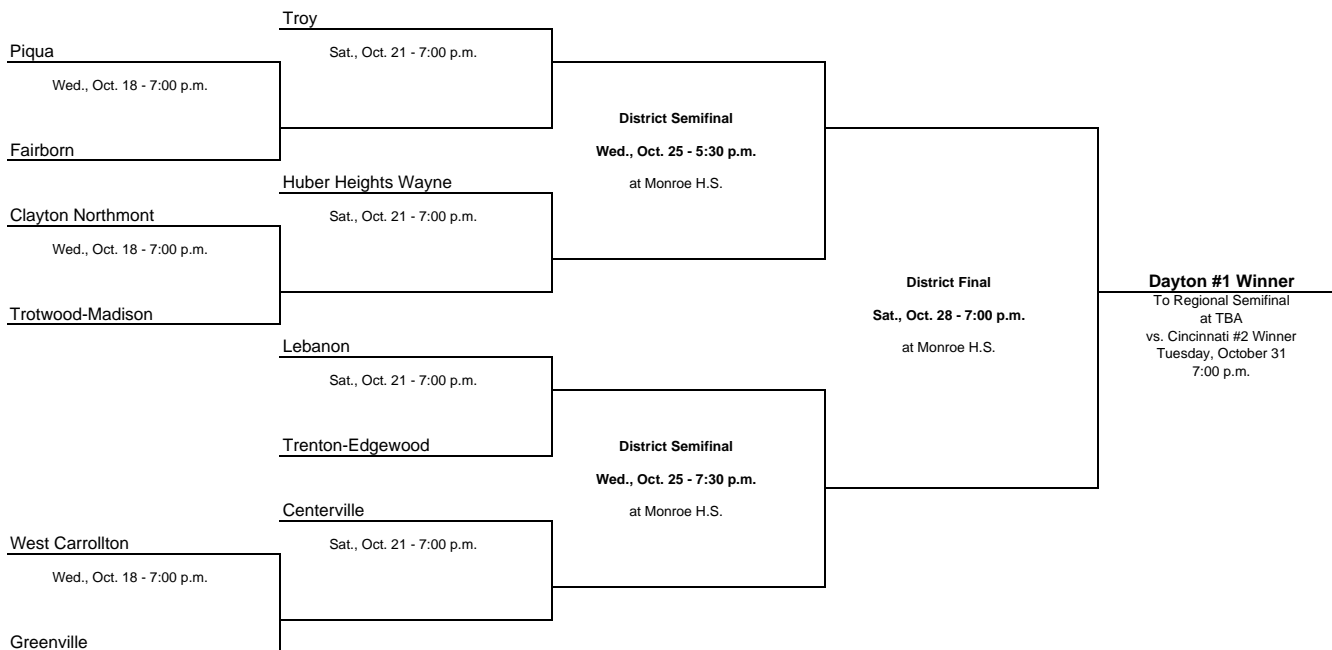 Troy
Sat., Oct. 21 - 7:00 p.m.
Piqua
Wed., Oct. 18 - 7:00 p.m.
Fairborn
District Semifinal
Wed., Oct. 25 - 5:30 p.m.
at Monroe H.S.
Huber Heights Wayne
Sat., Oct. 21 - 7:00 p.m.
Clayton Northmont
Wed., Oct. 18 - 7:00 p.m.
Trotwood-Madison
District Final
Sat., Oct. 28 - 7:00 p.m.
at Monroe H.S.
Dayton #1 Winner
To Regional Semifinal
at TBA
vs. Cincinnati #2 Winner
Tuesday, October 31
7:00 p.m.
Lebanon
Sat., Oct. 21 - 7:00 p.m.
Trenton-Edgewood
District Semifinal
Wed., Oct. 25 - 7:30 p.m.
at Monroe H.S.
Centerville
Sat., Oct. 21 - 7:00 p.m.
West Carrollton
Wed., Oct. 18 - 7:00 p.m.
Greenville